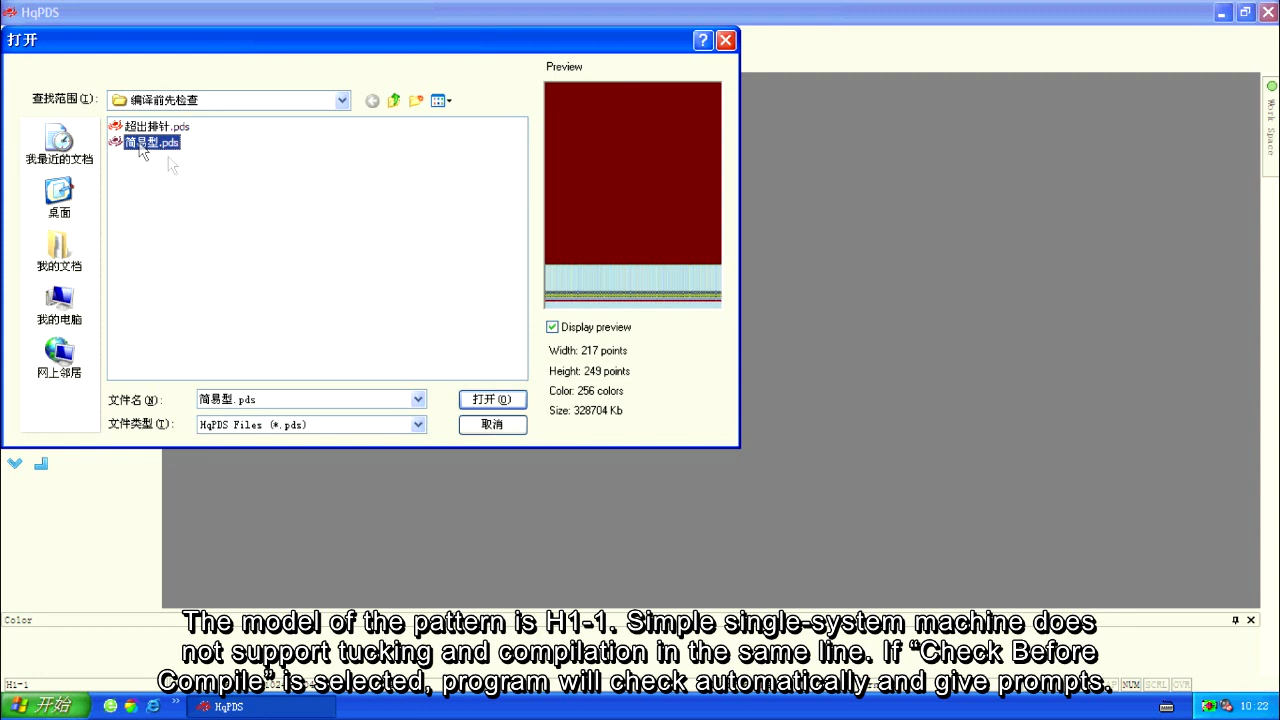 HqPDS
打开
Preview
查找范围(I):
编译前先检查
超出排针.pds
简易型.pds
我最近的文档
桌面
我的文档
我的电脑
网上邻居
Display preview
Width: 217 points
Height: 249 points
Color: 256 colors
Size: 328704 Kb
文件名(N):
简易型.pds
打开(O)
文件类型(T):
HqPDS Files (*.pds)
取消
Work Space
Color
The model of the pattern is H1-1. Simple single-system machine does
not support tucking and compilation in the same line. If “Check Before
Compile” is selected, program will check automatically and give prompts.
H1-1
NUM
SCRL
OVR
开始
HqPDS
10:22